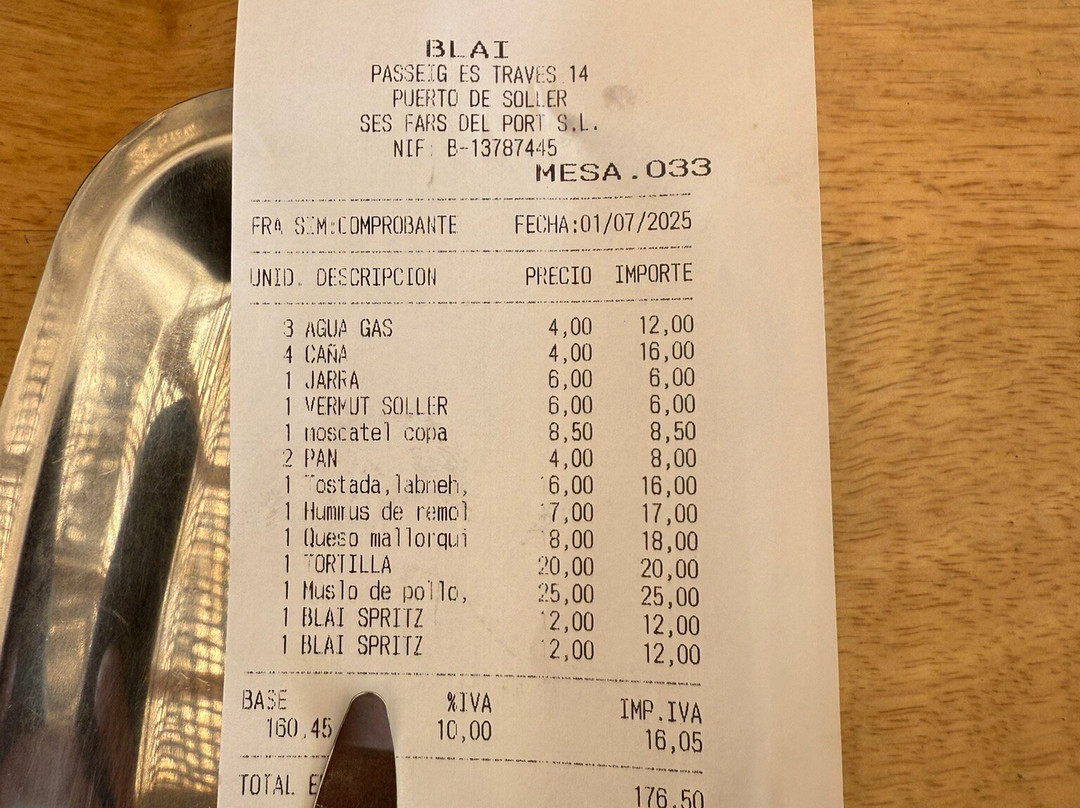 BLAI
PASSEIG ES TRAVES 14
PUERTO DE SOLLER
SES FARS DEL PORT S.L.
NIF: B-13787445
MESA.033
FRA SIM:COMPROBANTE FECHA:01/07/2025
UNID. DESCRIPCION PRECIO IMPORTE
3 AGUA GAS 4,00 12,00
4 CAÑA 4,00 16,00
1 JARRA 6,00 6,00
1 VERMUT SOLLER 6,00 6,00
1 moscatel copa 8,50 8,50
2 PAN 4,00 8,00
1 Tostada,labneh, 16,00 16,00
1 Hummus de remol 17,00 17,00
1 Queso mallorqui 18,00 18,00
1 TORTILLA 20,00 20,00
1 Muslo de pollo, 25,00 25,00
1 BLAI SPRITZ 12,00 12,00
1 BLAI SPRITZ 12,00 12,00
BASE %IVA IMP.IVA
160,45 10,00 16,05
TOTAL 176,50